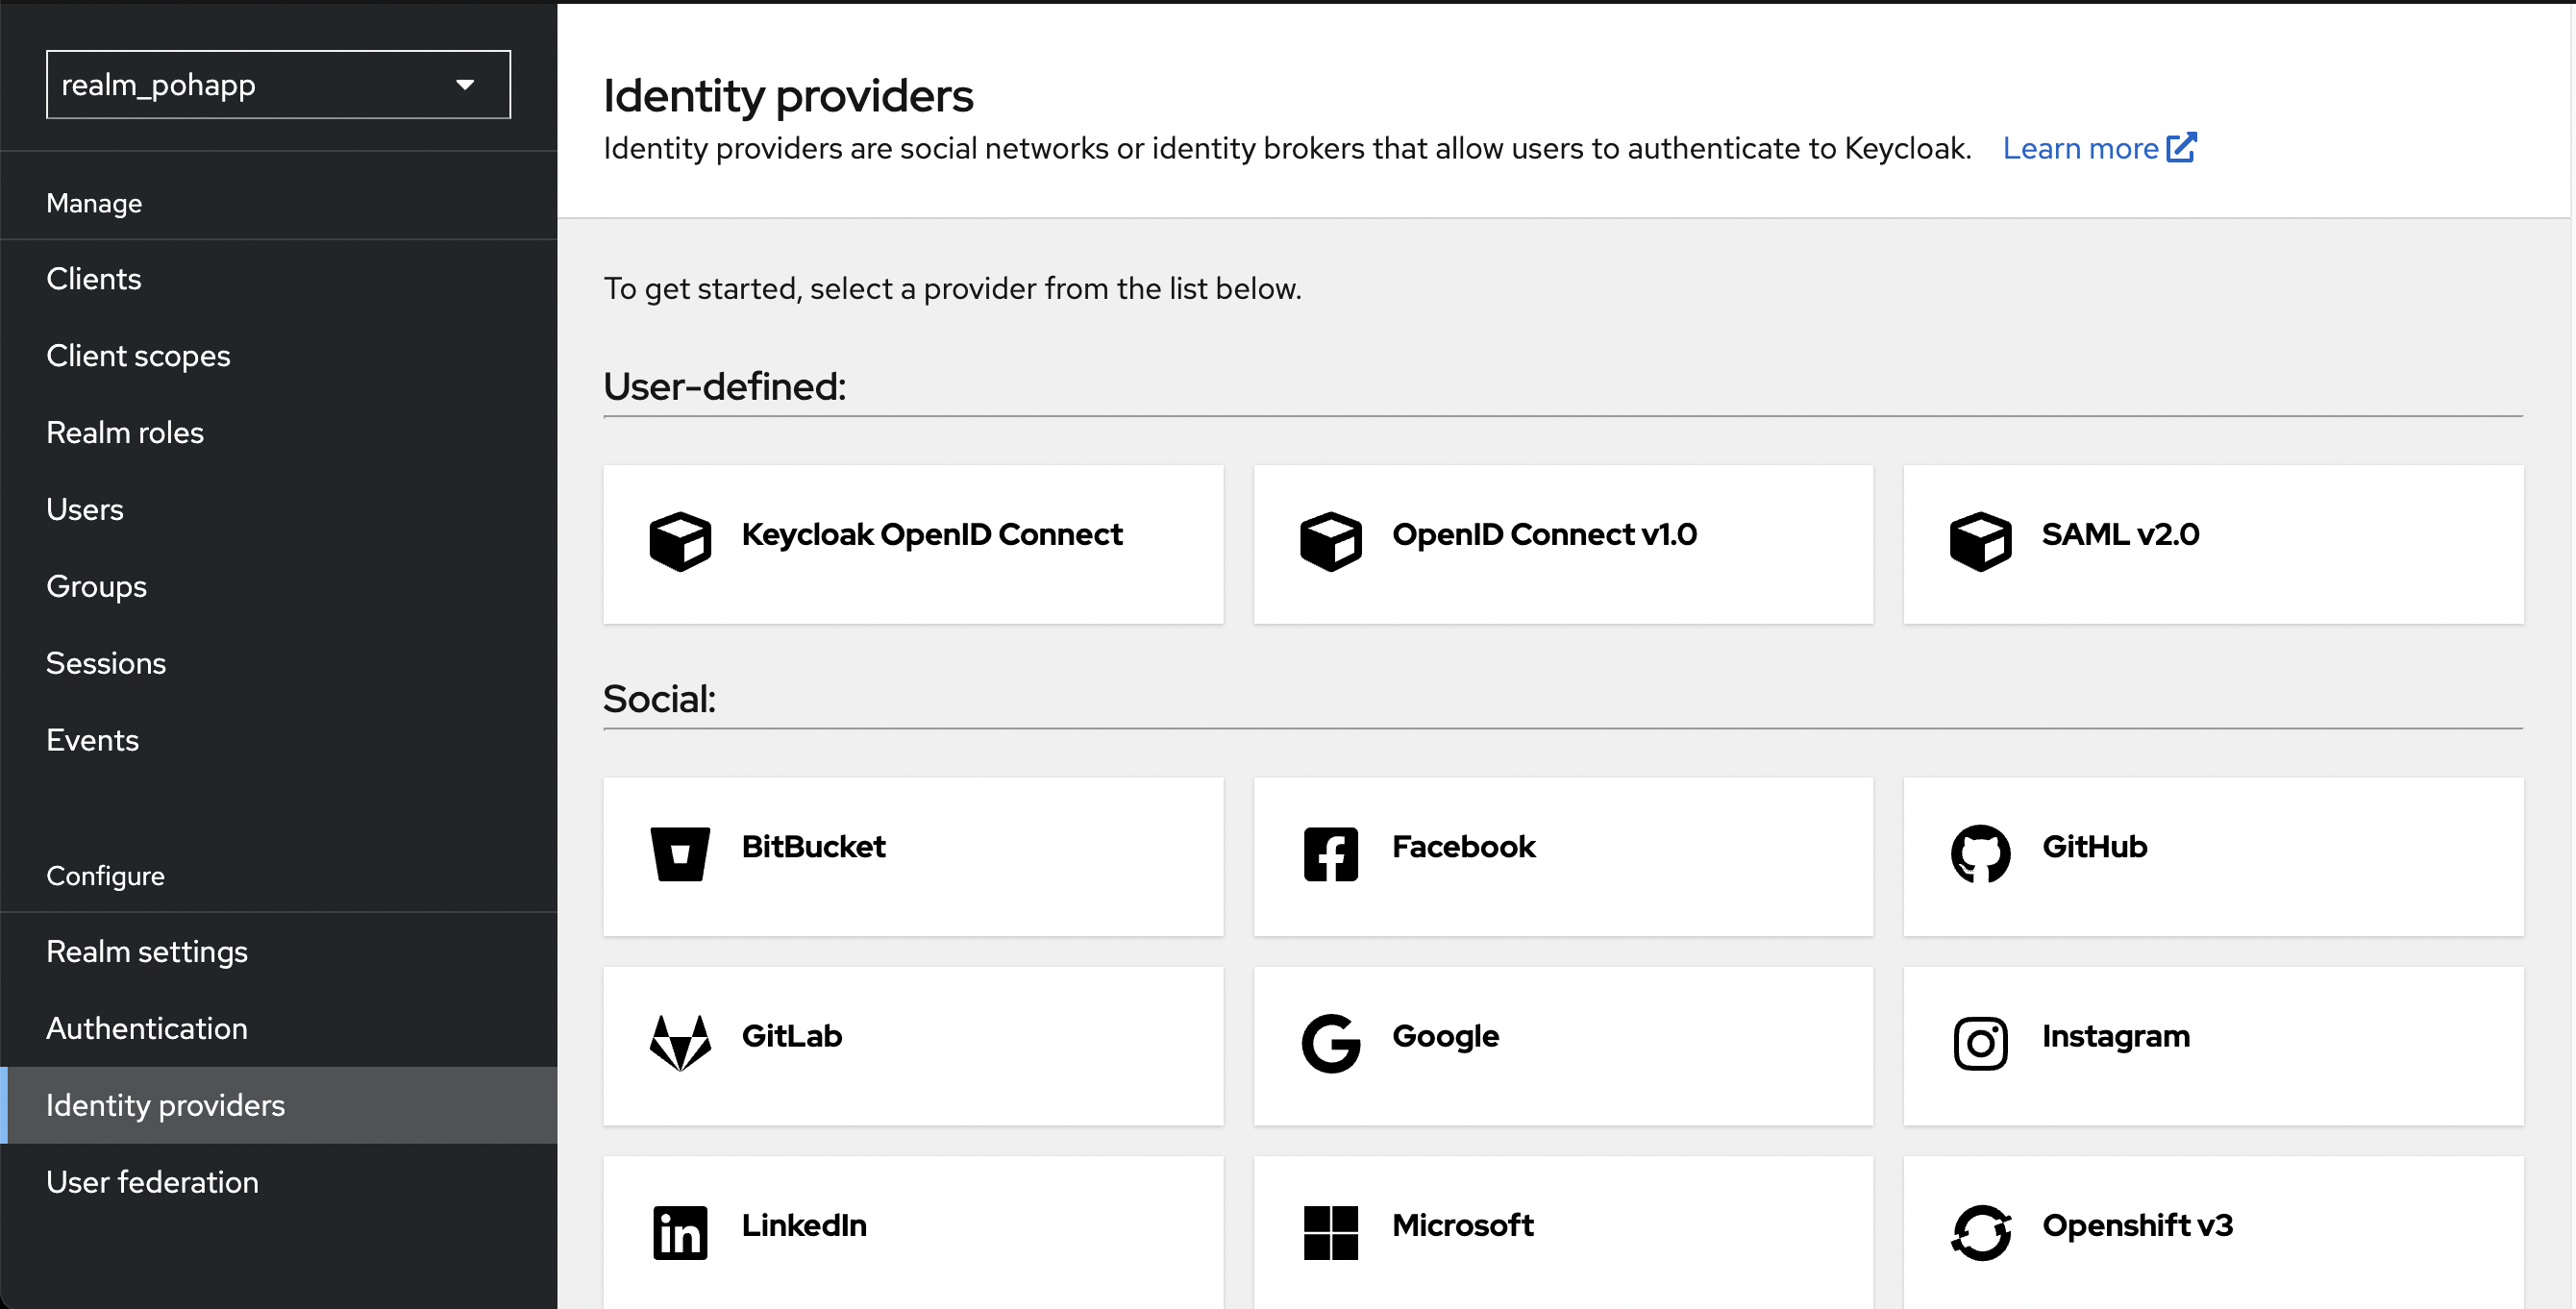 realm_pohapp
Manage
Clients
Client scopes
Realm roles
Users
Groups
Sessions
Events
Configure
Realm settings
Authentication
Identity providers
User federation
Identity providers
Identity providers are social networks or identity brokers that allow users to authenticate to Keycloak. Learn more
To get started, select a provider from the list below.
User-defined:
Keycloak OpenID Connect
OpenID Connect v1.0
SAML v2.0
Social:
BitBucket
Facebook
GitHub
GitLab
Google
Instagram
LinkedIn
Microsoft
Openshift v3